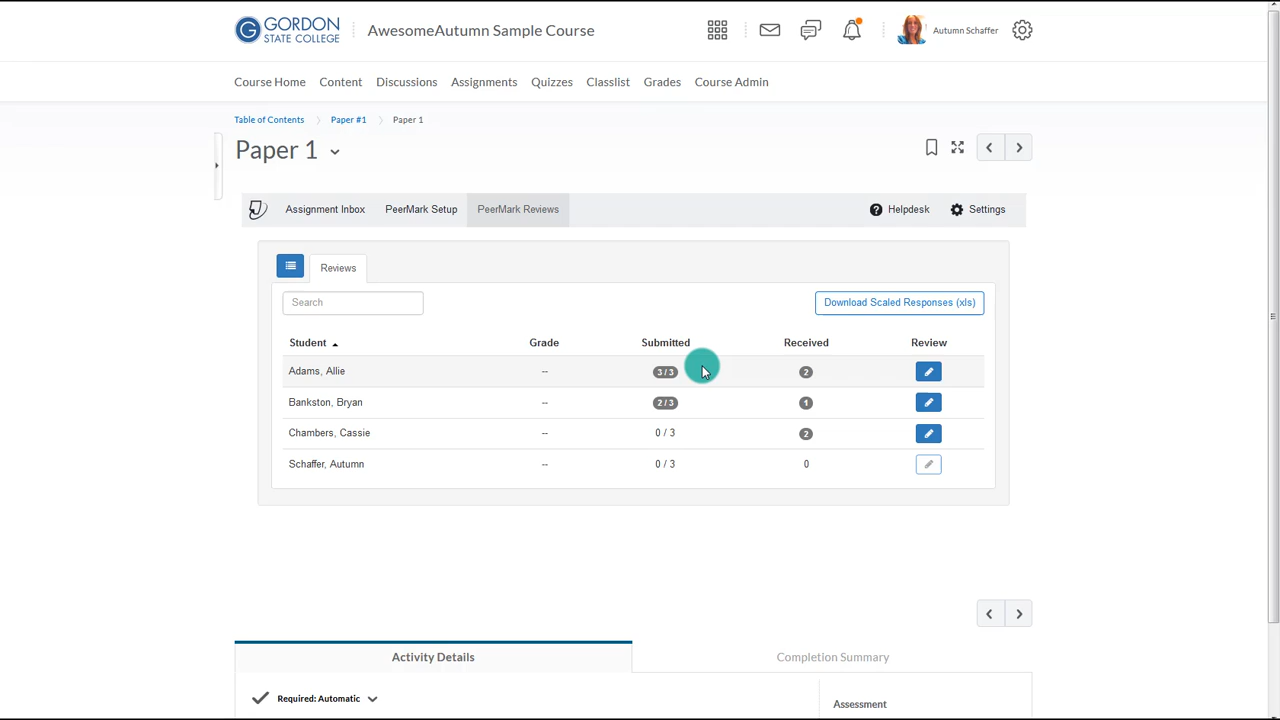 GORDON
STATE COLLEGE
AwesomeAutumn Sample Course
Autumn Schaffer
Course Home Content Discussions Assignments Quizzes Classlist Grades Course Admin
Table of Contents Paper #1 Paper 1
Paper 1
Assignment Inbox PeerMark Setup PeerMark Reviews Helpdesk Settings
Reviews
Search Download Scaled Responses (xls)
Student Grade Submitted Received Review
Adams, Allie -- 3 / 3 2
Bankston, Bryan -- 2 / 3 1
Chambers, Cassie -- 0 / 3 2
Schaffer, Autumn -- 0 / 3 0
Activity Details Completion Summary
Required: Automatic
Assessment